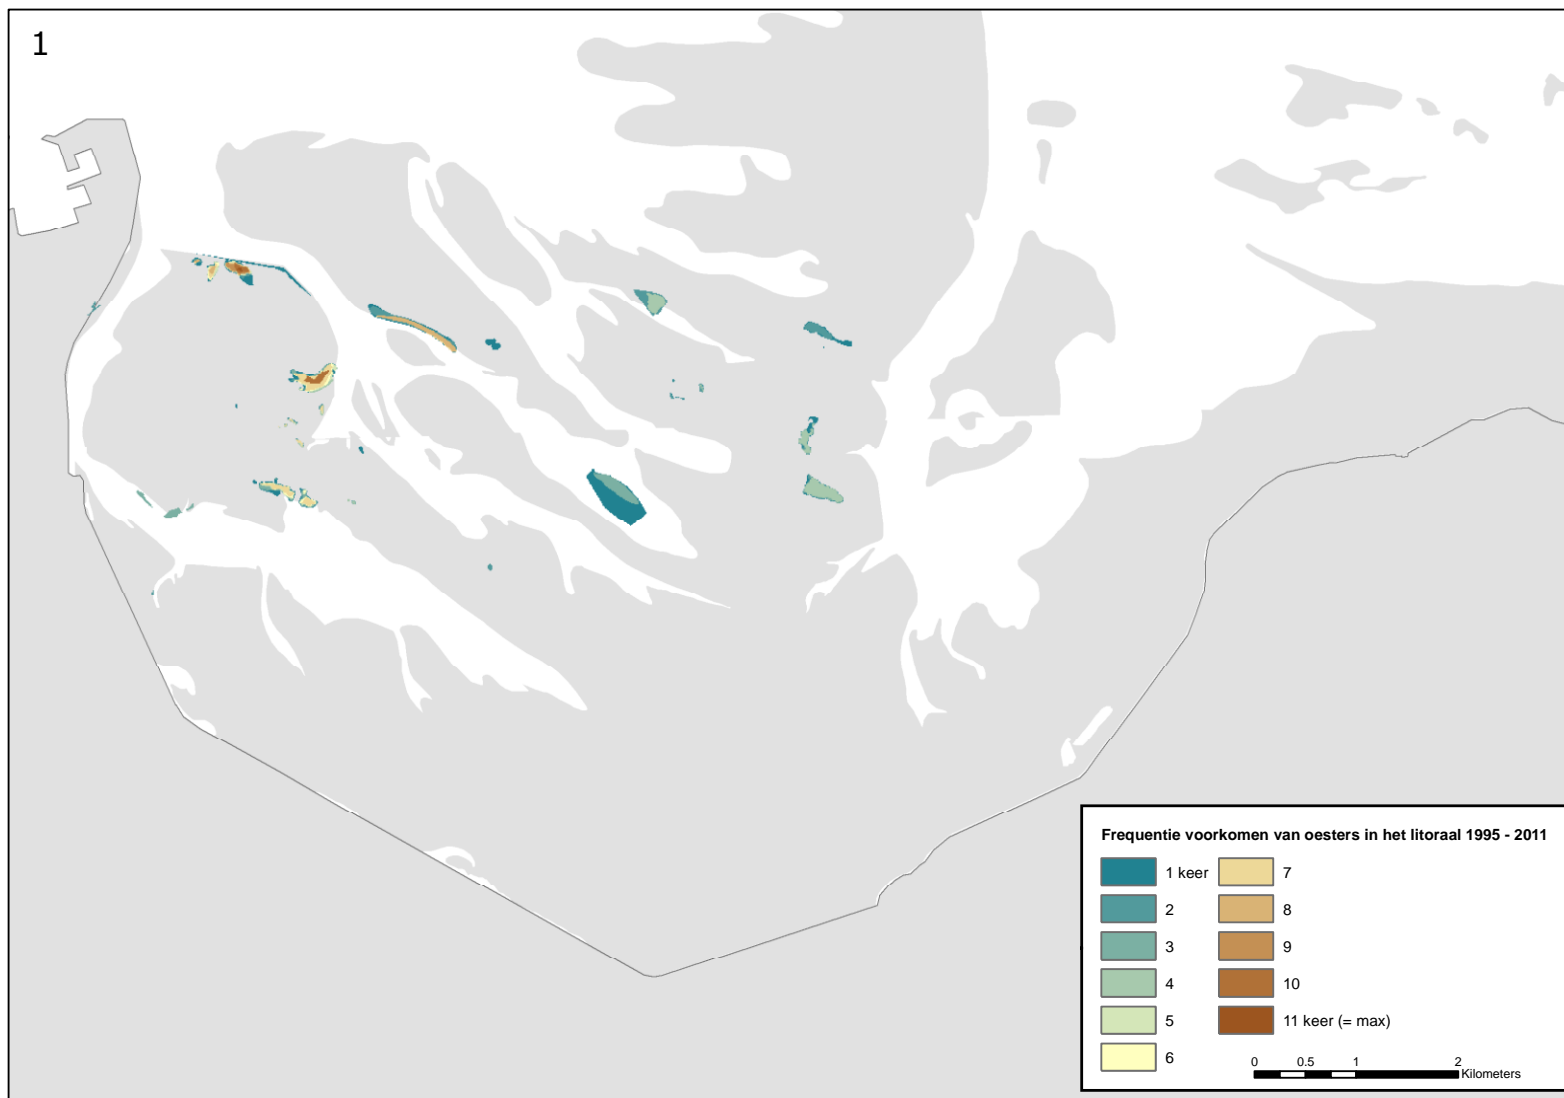 1
Frequentie voorkomen van oesters in het litoraal 1995 - 2011
1 keer
2
3
4
5
6
7
8
9
10
11 keer (= max)
0 0.5 1 2
Kilometers